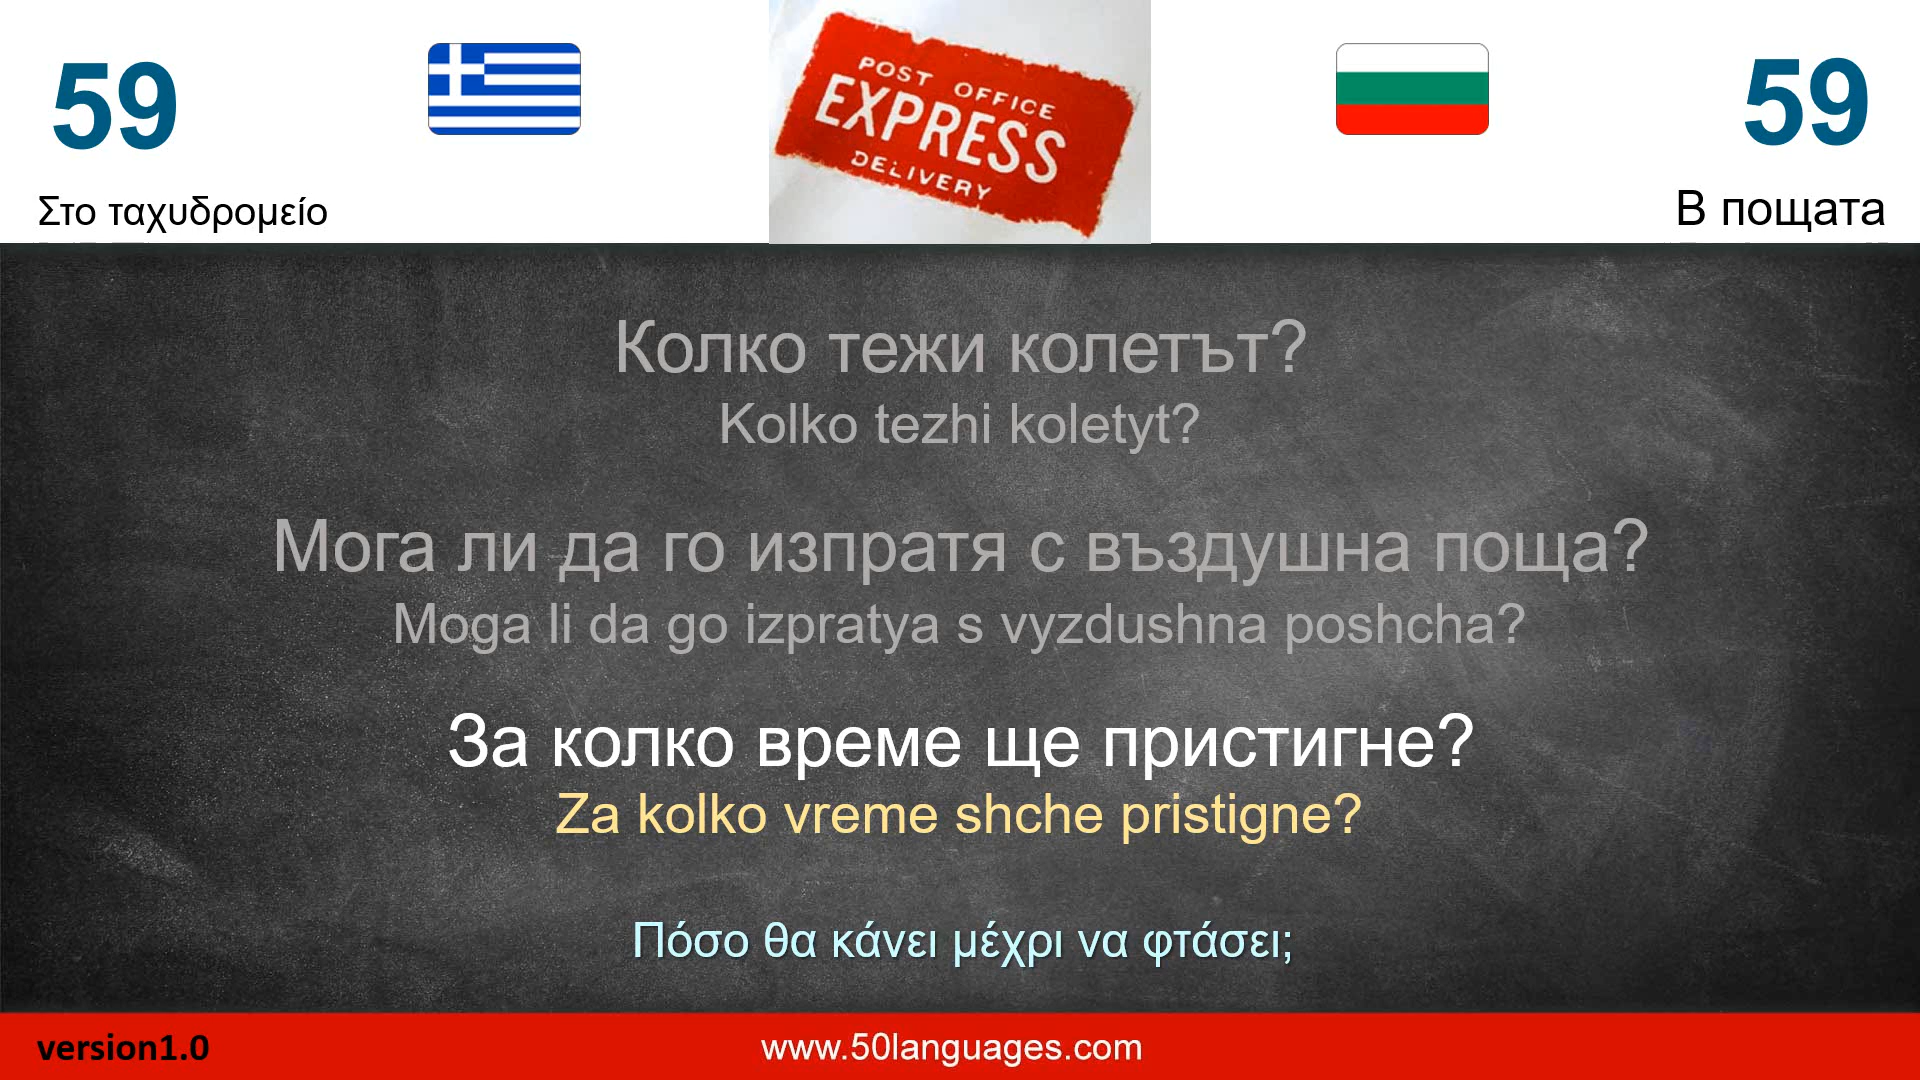 59
59
POST OFFICE
EXPRESS
DELIVERY
Στο ταχυδρομείο
В пощата
Колко тежи колетът?
Kolko tezhi koletyt?
Мога ли да го изпратя с въздушна поща?
Moga li da go izpratya s vyzdushna poshcha?
За колко време ще пристигне?
Za kolko vreme shche pristigne?
Πόσο θα κάνει μέχρι να φτάσει;
version1.0
www.50languages.com